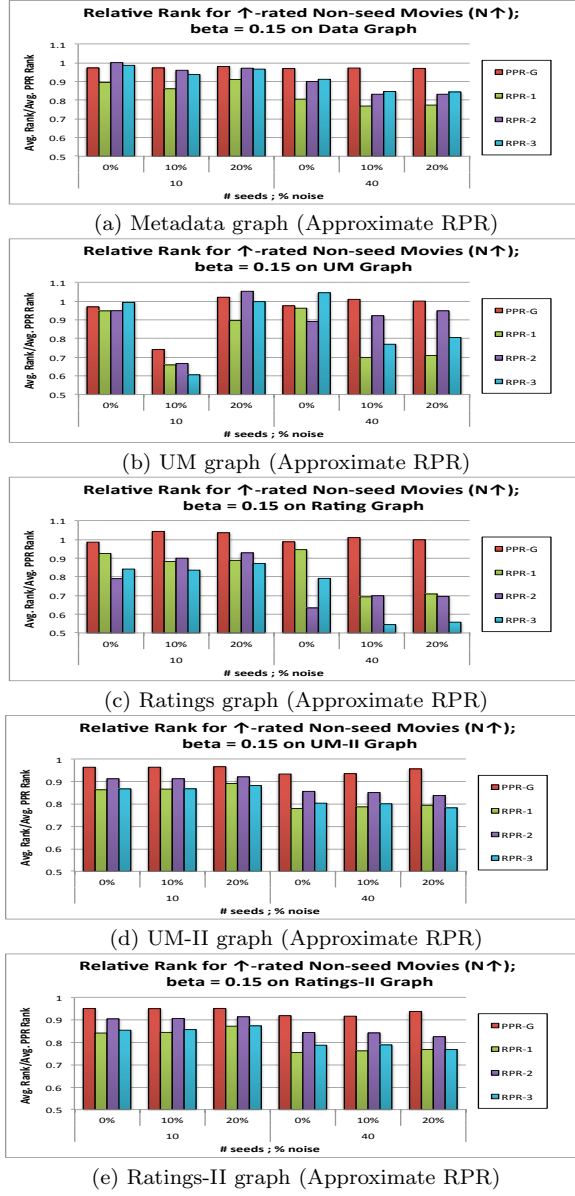 Relative Rank for ↑-rated Non-seed Movies (N↑);
beta = 0.15 on Data Graph
Avg. Rank/Avg. PPR Rank
1.1
1
0.9
0.8
0.7
0.6
0.5
PPR-G
RPR-1
RPR-2
RPR-3
0% 10% 20% 0% 10% 20%
10 40
# seeds ; % noise
(a) Metadata graph (Approximate RPR)
Relative Rank for ↑-rated Non-seed Movies (N↑);
beta = 0.15 on UM Graph
Avg. Rank/Avg. PPR Rank
1.1
1
0.9
0.8
0.7
0.6
0.5
PPR-G
RPR-1
RPR-2
RPR-3
0% 10% 20% 0% 10% 20%
10 40
# seeds ; % noise
(b) UM graph (Approximate RPR)
Relative Rank for ↑-rated Non-seed Movies (N↑);
beta = 0.15 on Rating Graph
Avg. Rank/Avg. PPR Rank
1.1
1
0.9
0.8
0.7
0.6
0.5
PPR-G
RPR-1
RPR-2
RPR-3
0% 10% 20% 0% 10% 20%
10 40
# seeds ; % noise
(c) Ratings graph (Approximate RPR)
Relative Rank for ↑-rated Non-seed Movies (N↑);
beta = 0.15 on UM-II Graph
Avg. Rank/Avg. PPR Rank
1
0.9
0.8
0.7
0.6
0.5
PPR-G
RPR-1
RPR-2
RPR-3
0% 10% 20% 0% 10% 20%
10 40
# seeds ; % noise
(d) UM-II graph (Approximate RPR)
Relative Rank for ↑-rated Non-seed Movies (N↑);
beta = 0.15 on Ratings-II Graph
Avg. Rank/Avg. PPR Rank
1
0.9
0.8
0.7
0.6
0.5
PPR-G
RPR-1
RPR-2
RPR-3
0% 10% 20% 0% 10% 20%
10 40
# seeds ; % noise
(e) Ratings-II graph (Approximate RPR)